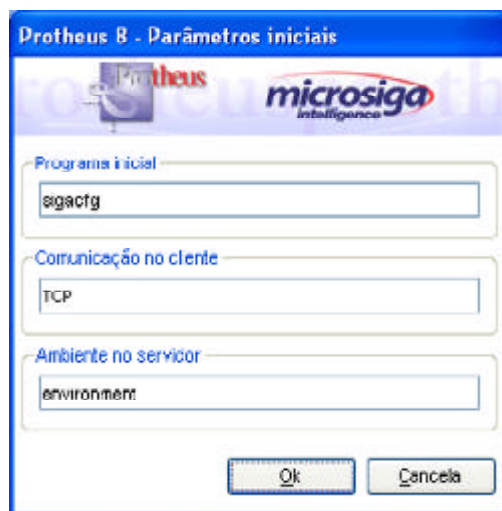 Protheus 8 - Parâmetros iniciais
Protheus
microsiga
intelligence
Programa inicial
sigacfg
Comunicação no cliente
TCP
Ambiente no servidor
environment
Ok
Cancela